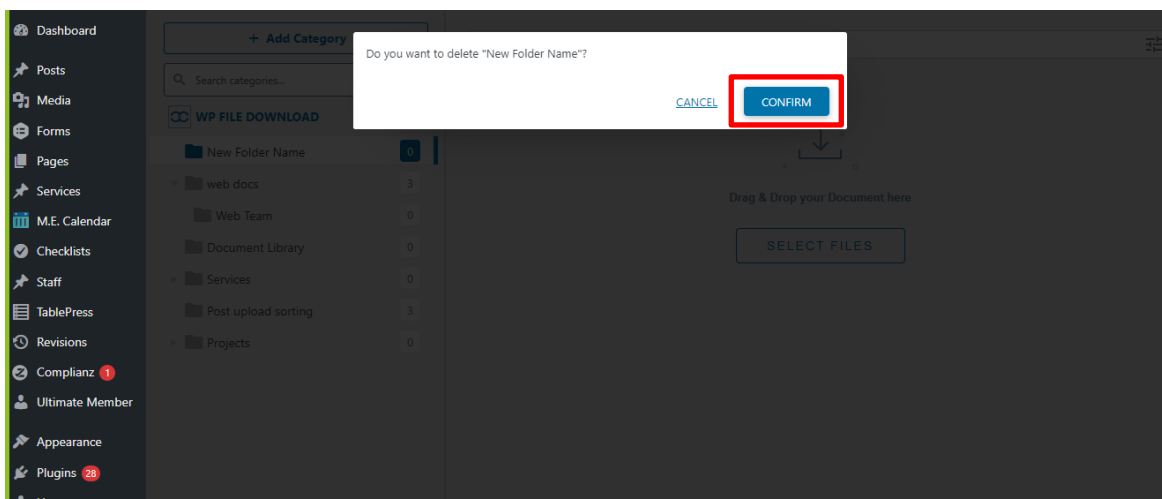 Dashboard
Posts
Media
Forms
Pages
Services
M.E. Calendar
Checklists
Staff
TablePress
Revisions
Complianz 1
Ultimate Member
Appearance
Plugins 28
+ Add Category
Search categories...
WP FILE DOWNLOAD
New Folder Name 0
web docs 3
Web Team 0
Document Library 0
Services 0
Post upload sorting 3
Projects 0
Do you want to delete "New Folder Name"?
CANCEL CONFIRM
Drag & Drop your Document here
SELECT FILES